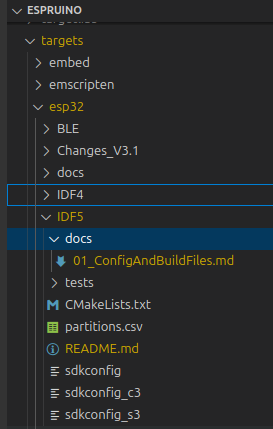 ESPRUINO
targets
embed
emscripten
esp32
BLE
Changes_V3.1
docs
IDF4
IDF5
docs
01_ConfigAndBuildFiles.md
tests
CMakeLists.txt
partitions.csv
README.md
sdkconfig
sdkconfig_c3
sdkconfig_s3